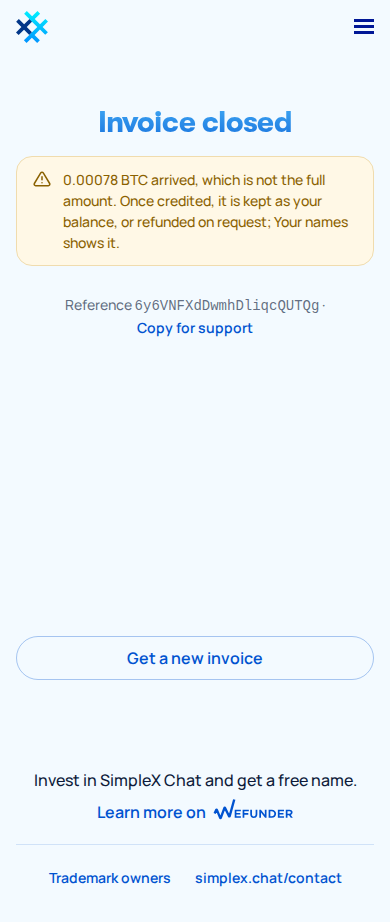 Invoice closed
0.00078 BTC arrived, which is not the full
amount. Once credited, it is kept as your
balance, or refunded on request; Your names
shows it.
Reference 6y6VNFXdDwmhDliqcQUTQg ·
Copy for support
Get a new invoice
Invest in SimpleX Chat and get a free name.
Learn more on WEFUNDER
Trademark owners simplex.chat/contact